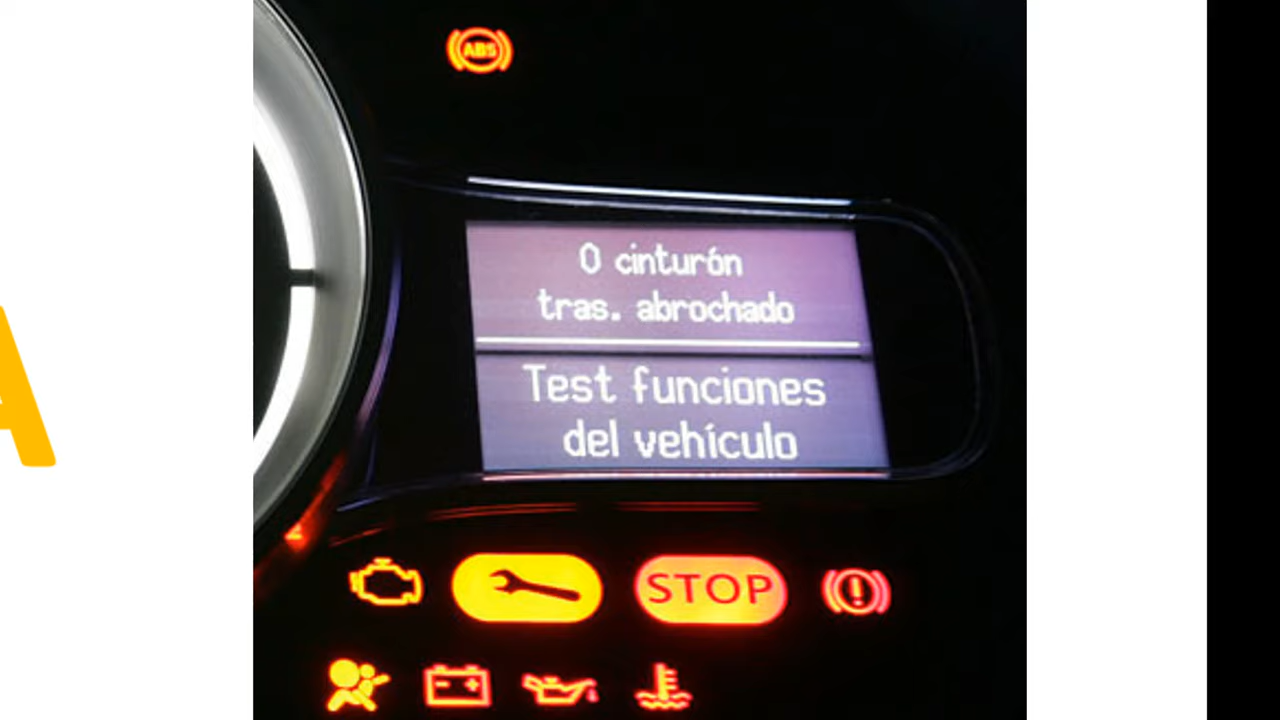 A
ABS
0 cinturón
tras. abrochado
Test funciones
del vehículo
STOP